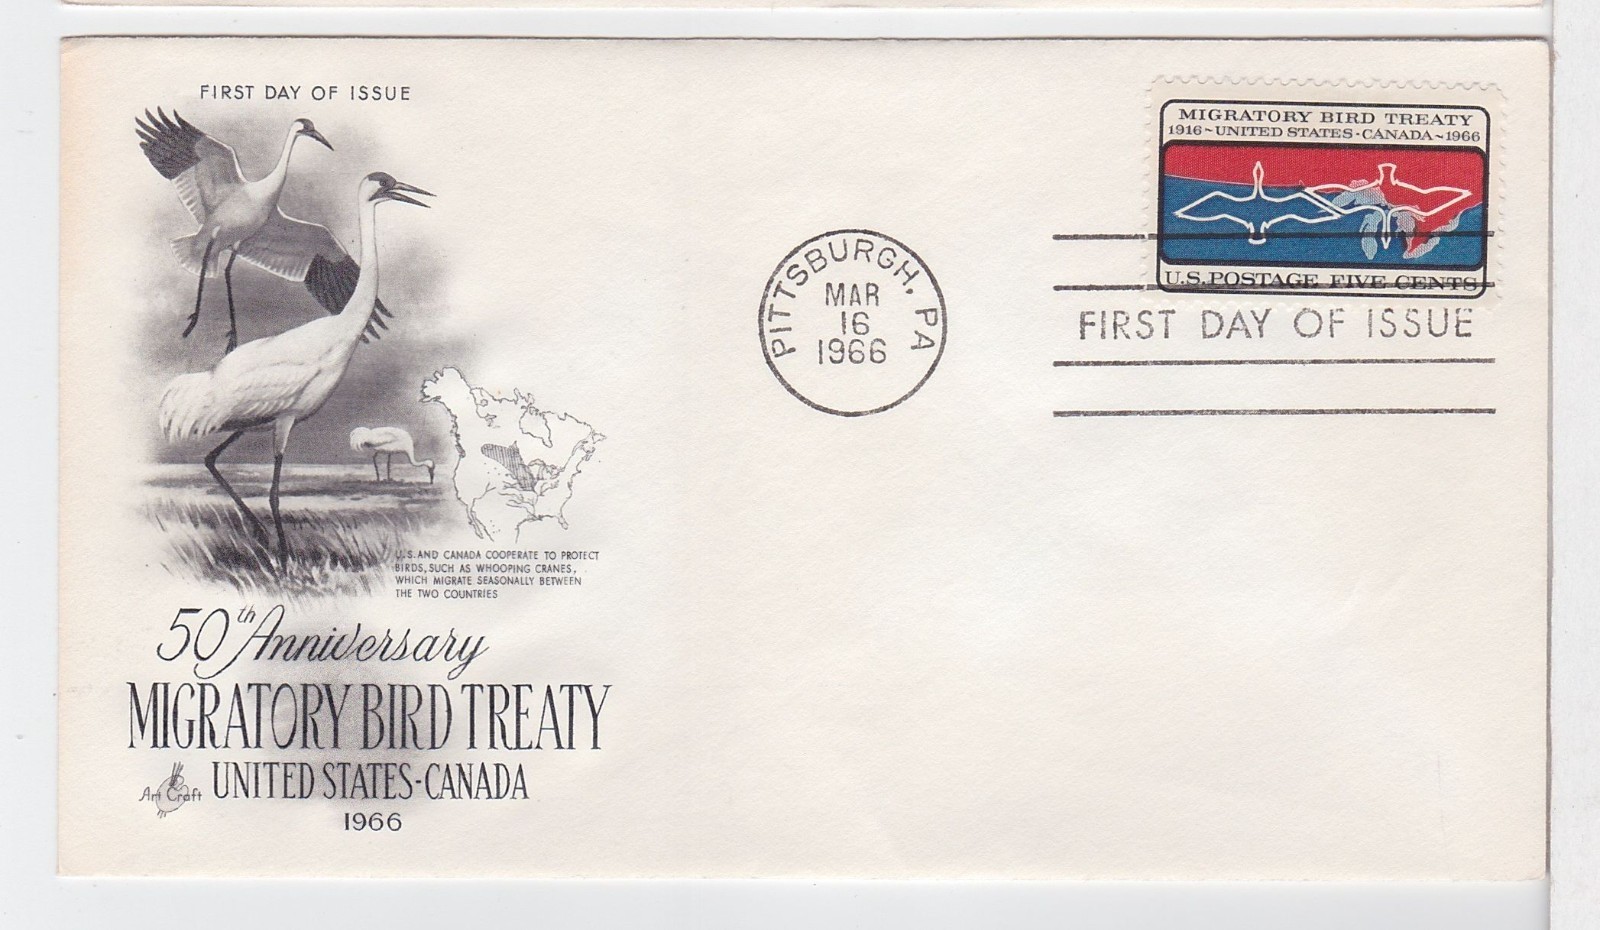 FIRST DAY OF ISSUE
U.S. AND CANADA COOPERATE TO PROTECT
BIRDS, SUCH AS WHOOPING CRANES,
WHICH MIGRATE SEASONALLY BETWEEN
THE TWO COUNTRIES
50th Anniversary
MIGRATORY BIRD TREATY
UNITED STATES-CANADA
Art Craft
1966
PITTSBURGH, PA
MAR
16
1966
MIGRATORY BIRD TREATY
1916~UNITED STATES·CANADA~1966
U.S. POSTAGE FIVE CENTS
FIRST DAY OF ISSUE